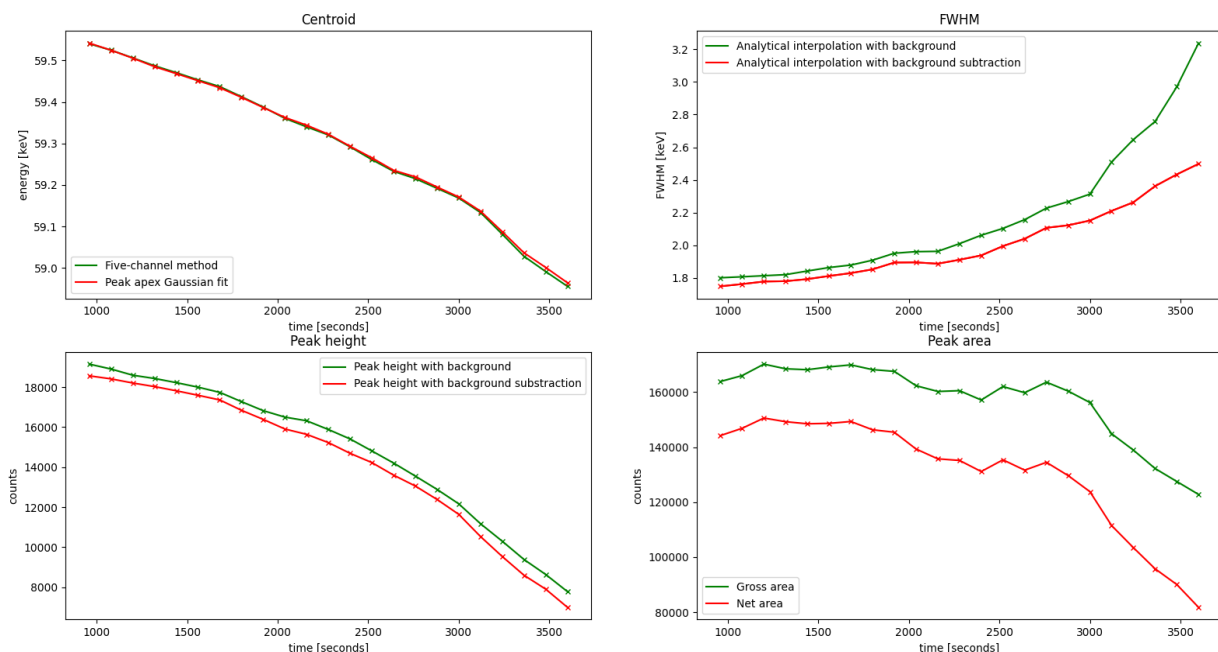 Centroid
59.5
59.4
59.3
59.2
59.1
59.0
energy [keV]
Five-channel method
Peak apex Gaussian fit
1000
1500
2000
2500
3000
3500
time [seconds]
FWHM
3.2
3.0
2.8
2.6
2.4
2.2
2.0
1.8
FWHM [keV]
Analytical interpolation with background
Analytical interpolation with background subtraction
1000
1500
2000
2500
3000
3500
time [seconds]
Peak height
18000
16000
14000
12000
10000
8000
counts
Peak height with background
Peak height with background substraction
1000
1500
2000
2500
3000
3500
time [seconds]
Peak area
160000
140000
120000
100000
80000
counts
Gross area
Net area
1000
1500
2000
2500
3000
3500
time [seconds]